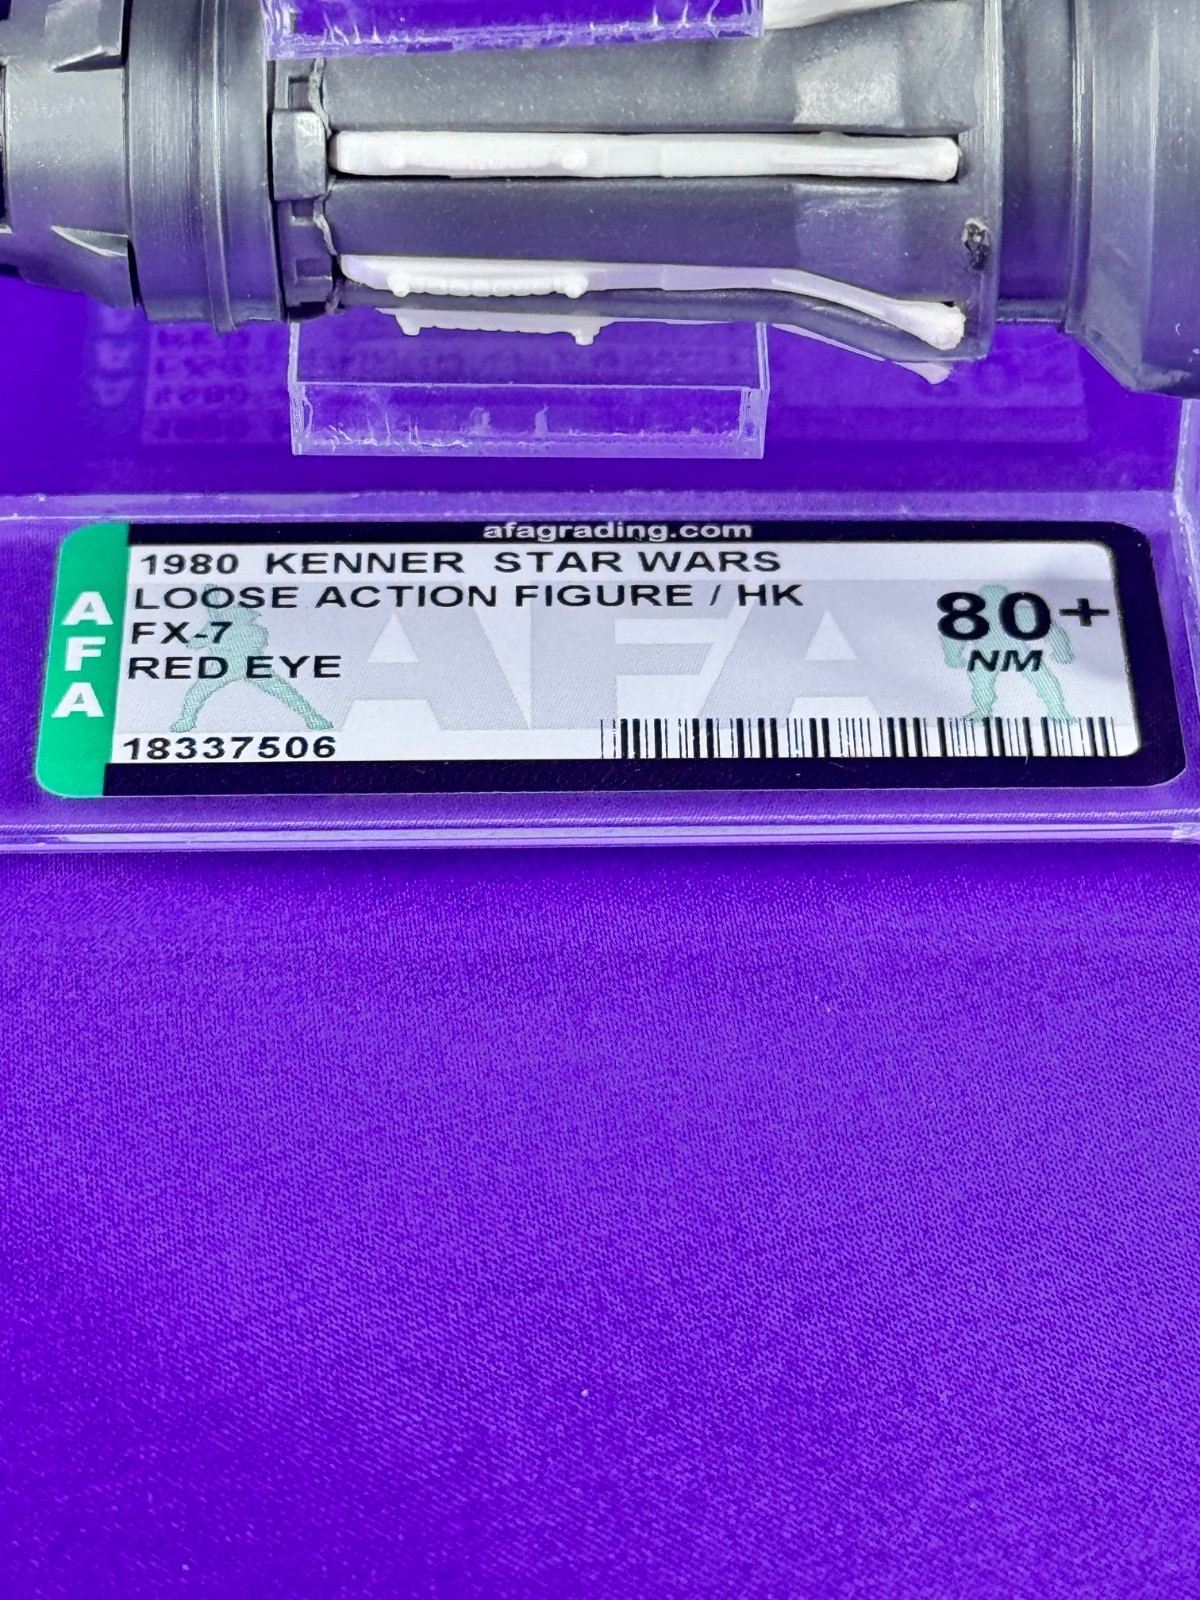 afagrading.com
1980 KENNER STAR WARS
LOOSE ACTION FIGURE / HK
FX-7
RED EYE
80+
NM
18337506
AFA
AFA